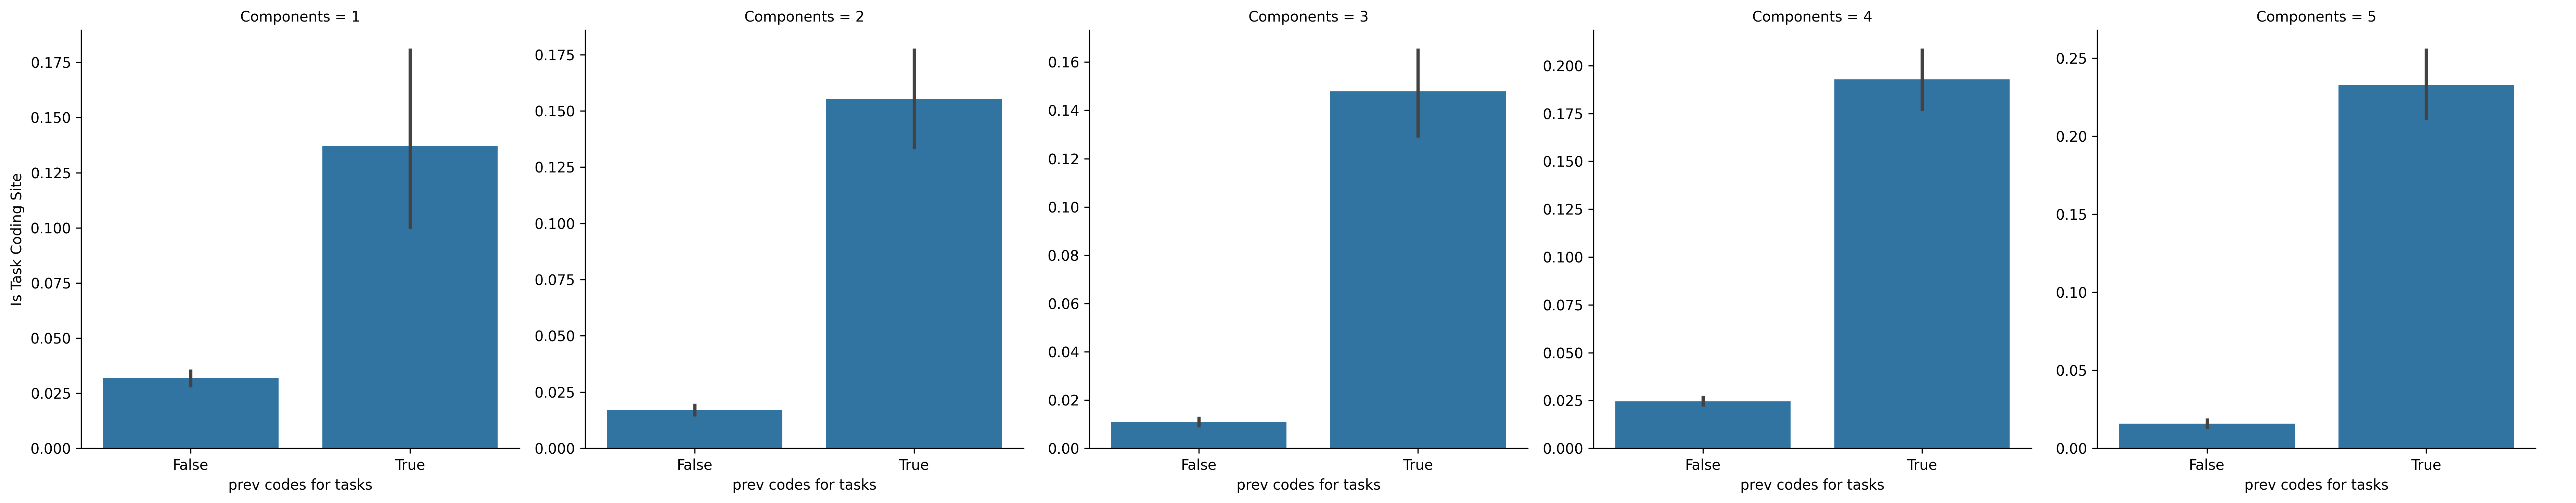 Components = 1
Is Task Coding Site
0.175
0.150
0.125
0.100
0.075
0.050
0.025
0.000
False
True
prev codes for tasks
Components = 2
0.175
0.150
0.125
0.100
0.075
0.050
0.025
0.000
False
True
prev codes for tasks
Components = 3
0.16
0.14
0.12
0.10
0.08
0.06
0.04
0.02
0.00
False
True
prev codes for tasks
Components = 4
0.200
0.175
0.150
0.125
0.100
0.075
0.050
0.025
0.000
False
True
prev codes for tasks
Components = 5
0.25
0.20
0.15
0.10
0.05
0.00
False
True
prev codes for tasks